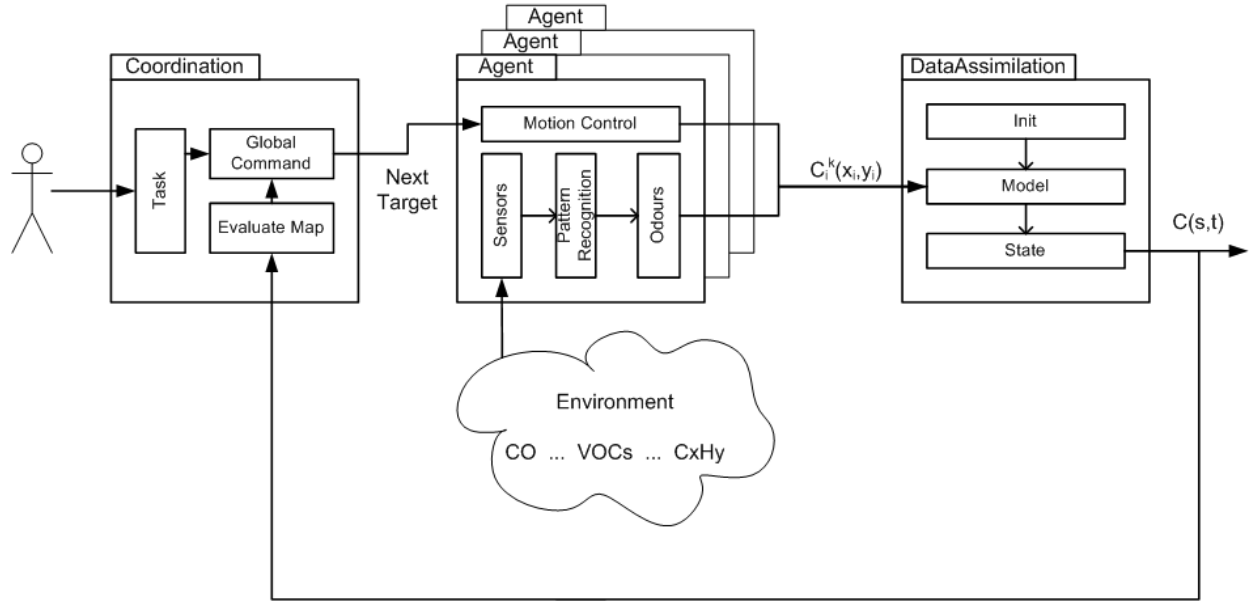 Agent
Agent
Coordination
Agent
DataAssimilation
Task
Global
Command
Evaluate Map
Next
Target
Motion Control
Sensors
Pattern
Recognition
Odours
C_i^k(x_i,y_i)
Init
Model
State
C(s,t)
Environment
CO ... VOCs ... CxHy